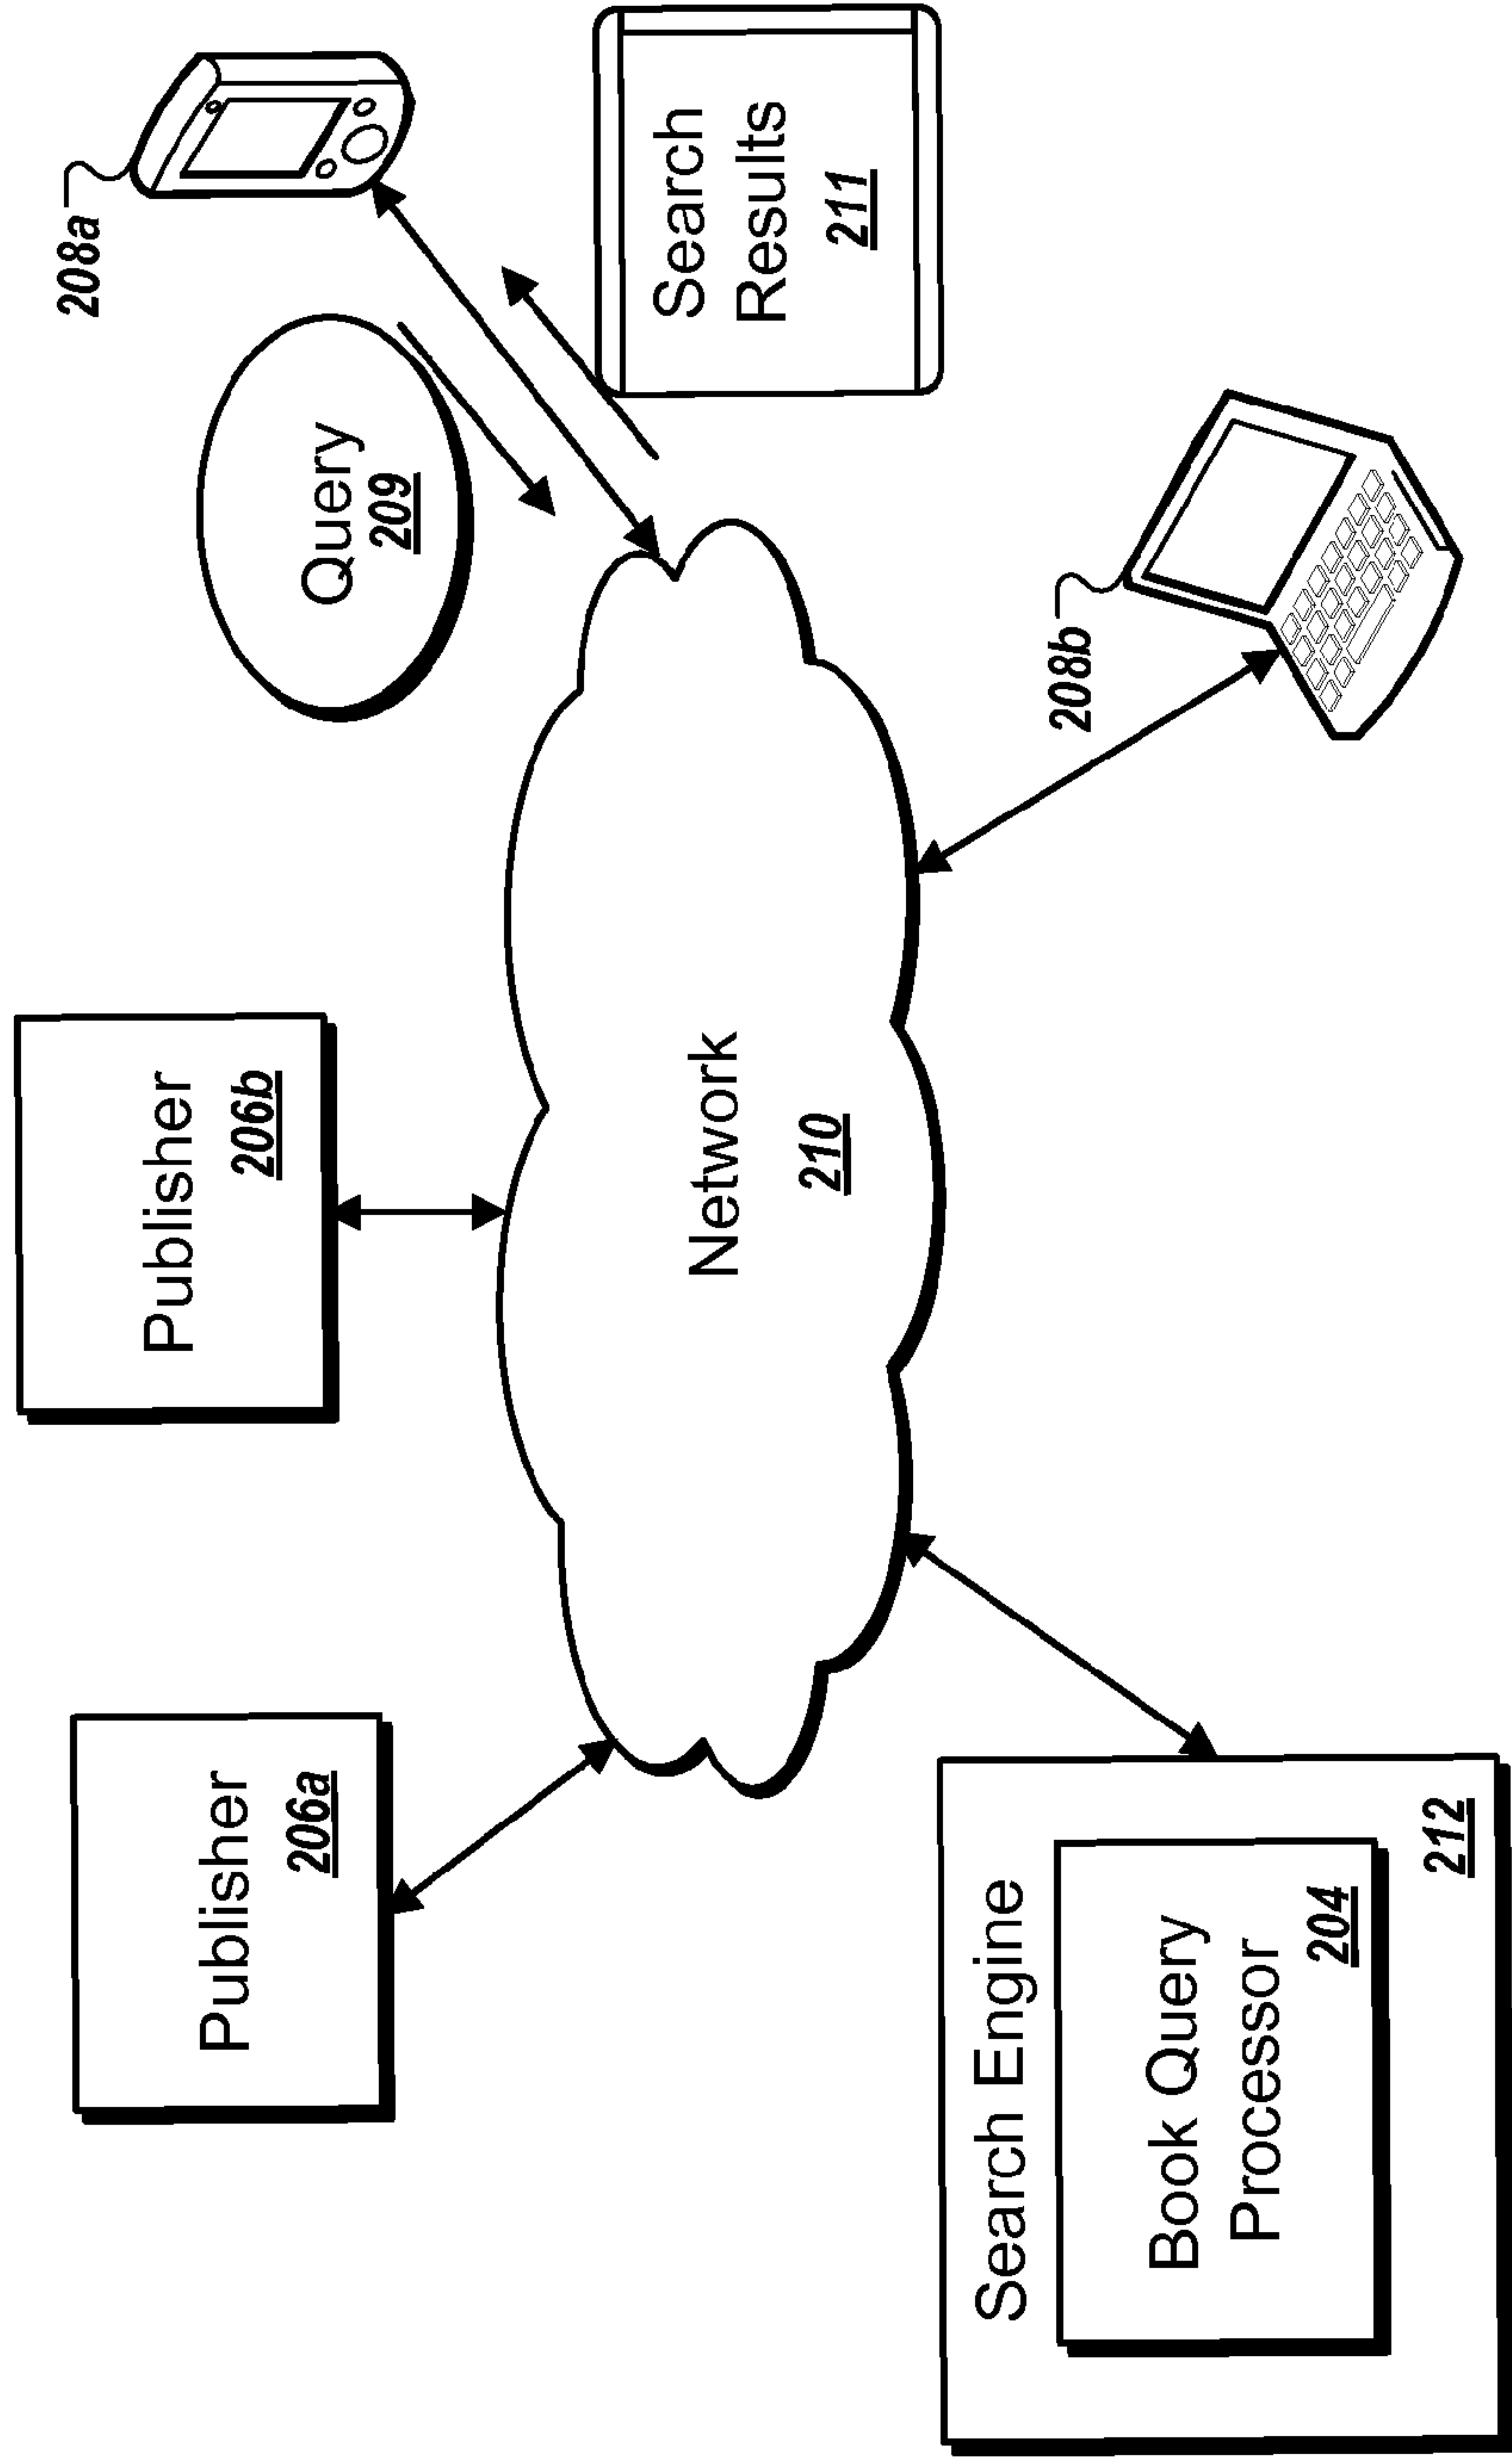 Publisher
206a
Publisher
206b
208a
Query
209
Search
Results
211
Network
210
208b
Search Engine
Book Query
Processor
204
212